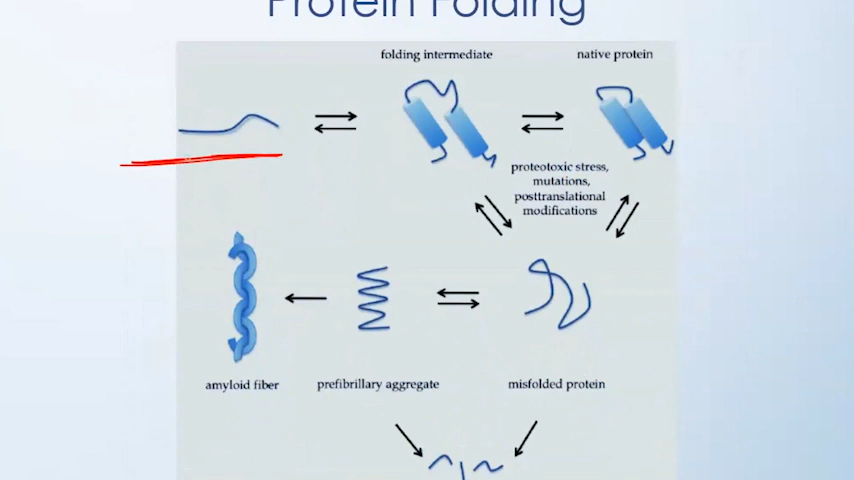 Protein Folding
folding intermediate
native protein
proteotoxic stress,
mutations,
posttranslational
modifications
amyloid fiber
prefibrillary aggregate
misfolded protein